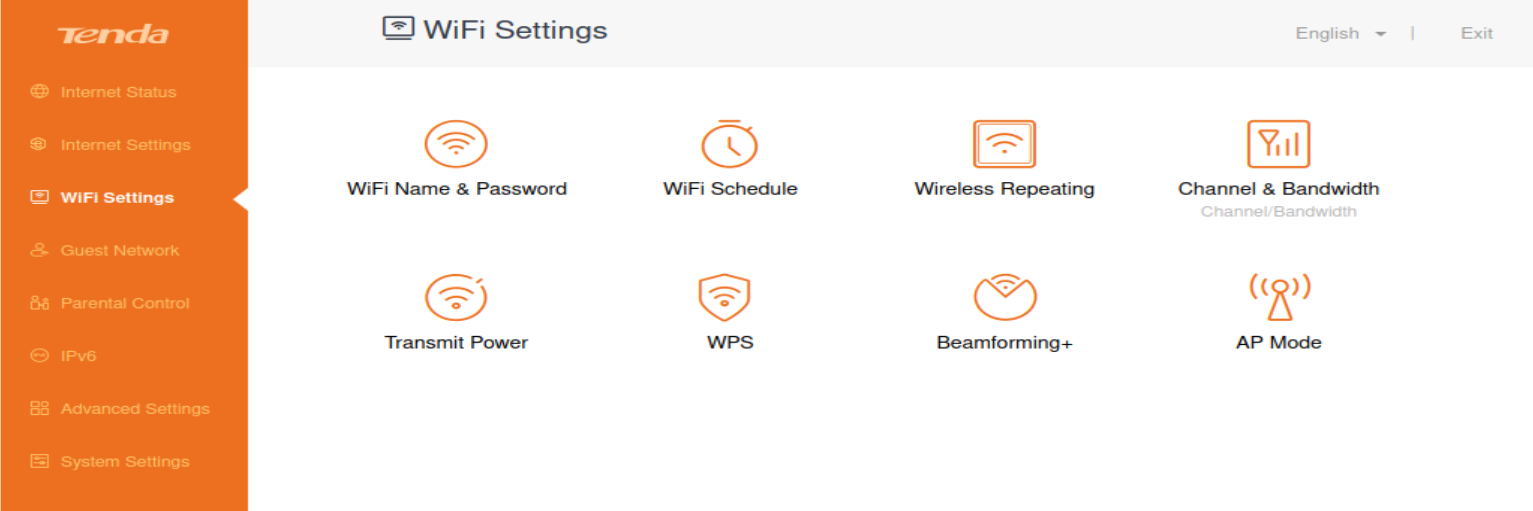 Tenda
WiFi Settings
English
Exit
Internet Status
Internet Settings
WiFi Settings
Guest Network
Parental Control
IPv6
Advanced Settings
System Settings
WiFi Name & Password
WiFi Schedule
Wireless Repeating
Channel & Bandwidth
Channel/Bandwidth
Transmit Power
WPS
Beamforming+
AP Mode